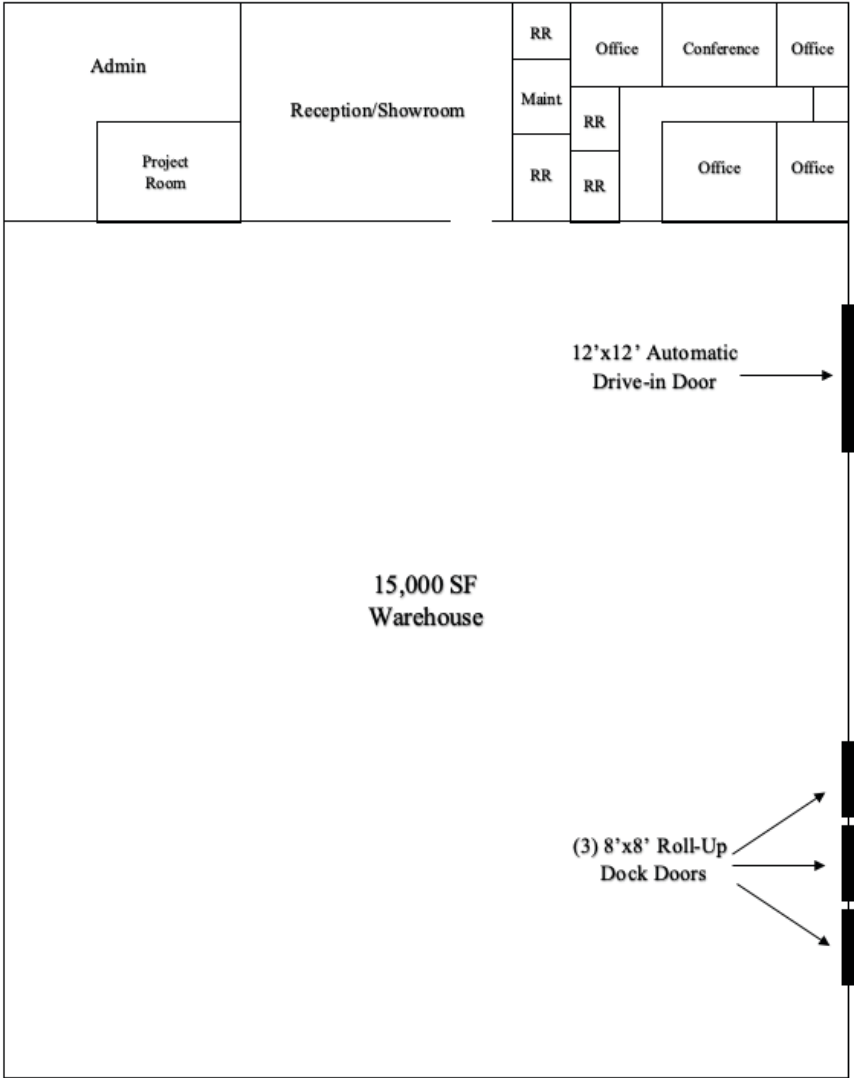 RR
Office
Conference
Office
Admin
Reception/Showroom
Maint
RR
Project
Room
RR
RR
Office
Office
12’x12’ Automatic
Drive-in Door
15,000 SF
Warehouse
(3) 8’x8’ Roll-Up
Dock Doors